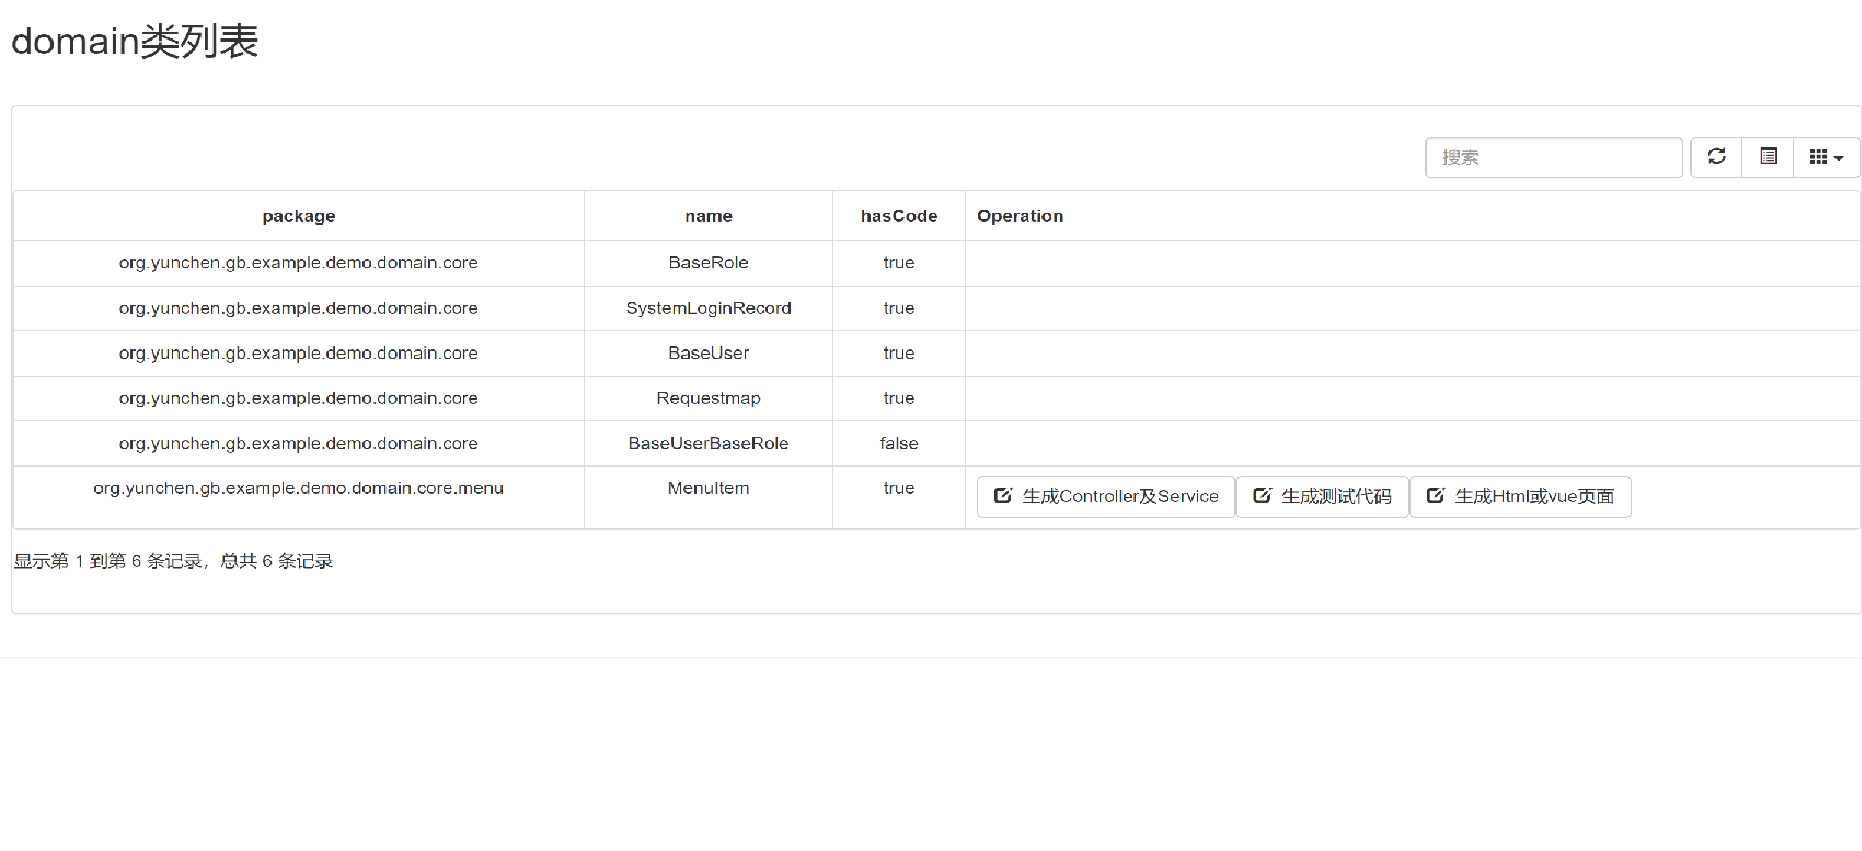 domain类列表
搜索
package name hasCode Operation
org.yunchen.gb.example.demo.domain.core BaseRole true
org.yunchen.gb.example.demo.domain.core SystemLoginRecord true
org.yunchen.gb.example.demo.domain.core BaseUser true
org.yunchen.gb.example.demo.domain.core Requestmap true
org.yunchen.gb.example.demo.domain.core BaseUserBaseRole false
org.yunchen.gb.example.demo.domain.core.menu MenuItem true 生成Controller及Service 生成测试代码 生成Html或vue页面
显示第 1 到第 6 条记录，总共 6 条记录